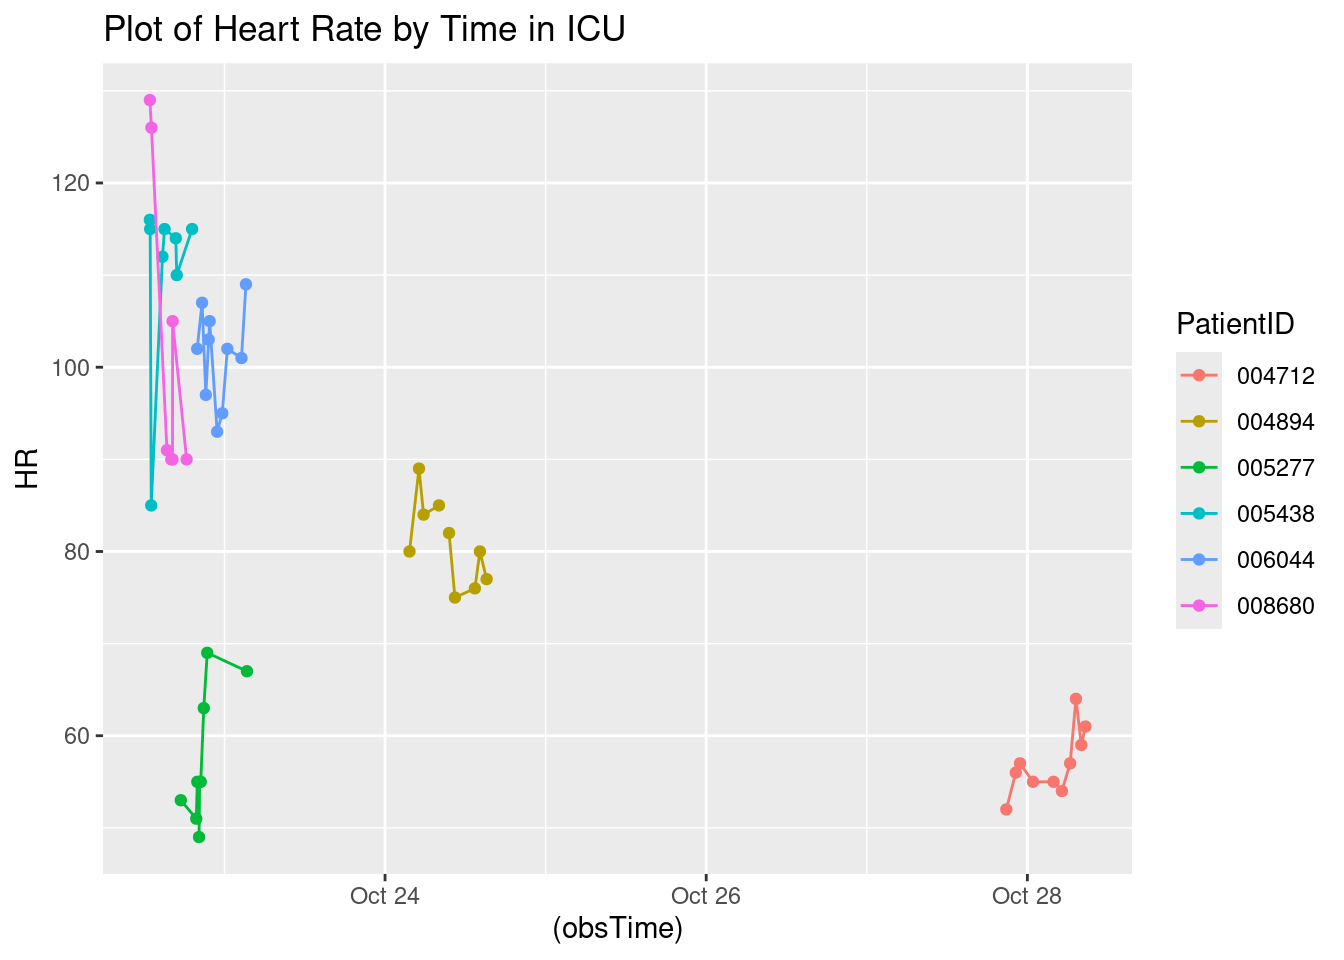 Plot of Heart Rate by Time in ICU
120
100
80
60
HR
Oct 24
Oct 26
Oct 28
(obsTime)
PatientID
004712
004894
005277
005438
006044
008680